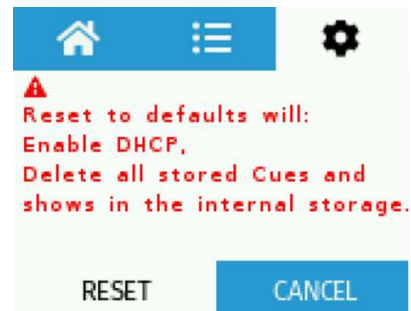 Reset to defaults will:
Enable DHCP,
Delete all stored Cues and
shows in the internal storage.
RESET CANCEL